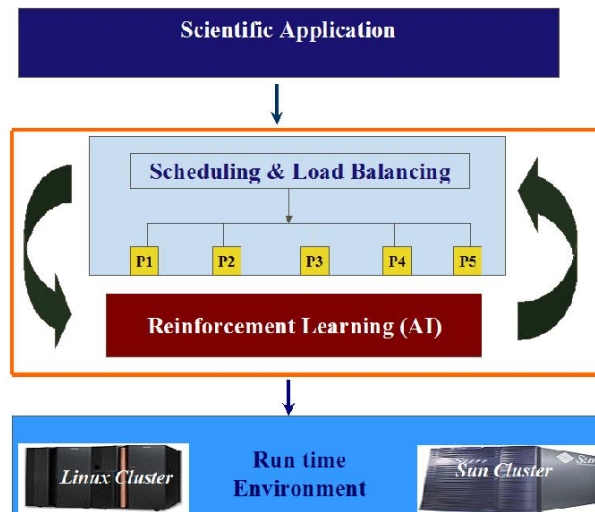 Scientific Application
Scheduling & Load Balancing
P1 P2 P3 P4 P5
Reinforcement Learning (AI)
Linux Cluster
Run time
Environment
Sun Cluster
Sun